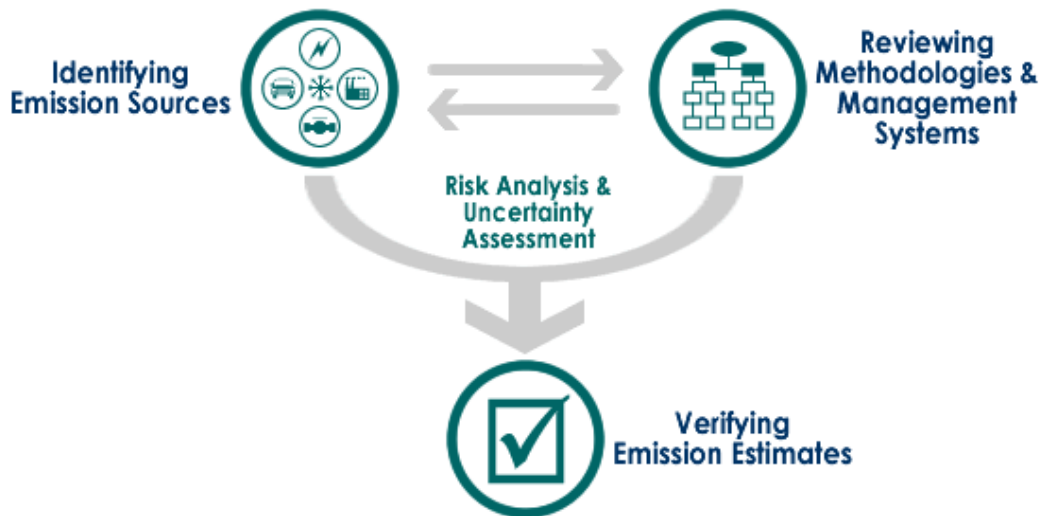 Identifying
Emission Sources
Reviewing
Methodologies &
Management
Systems
Risk Analysis &
Uncertainty
Assessment
Verifying
Emission Estimates